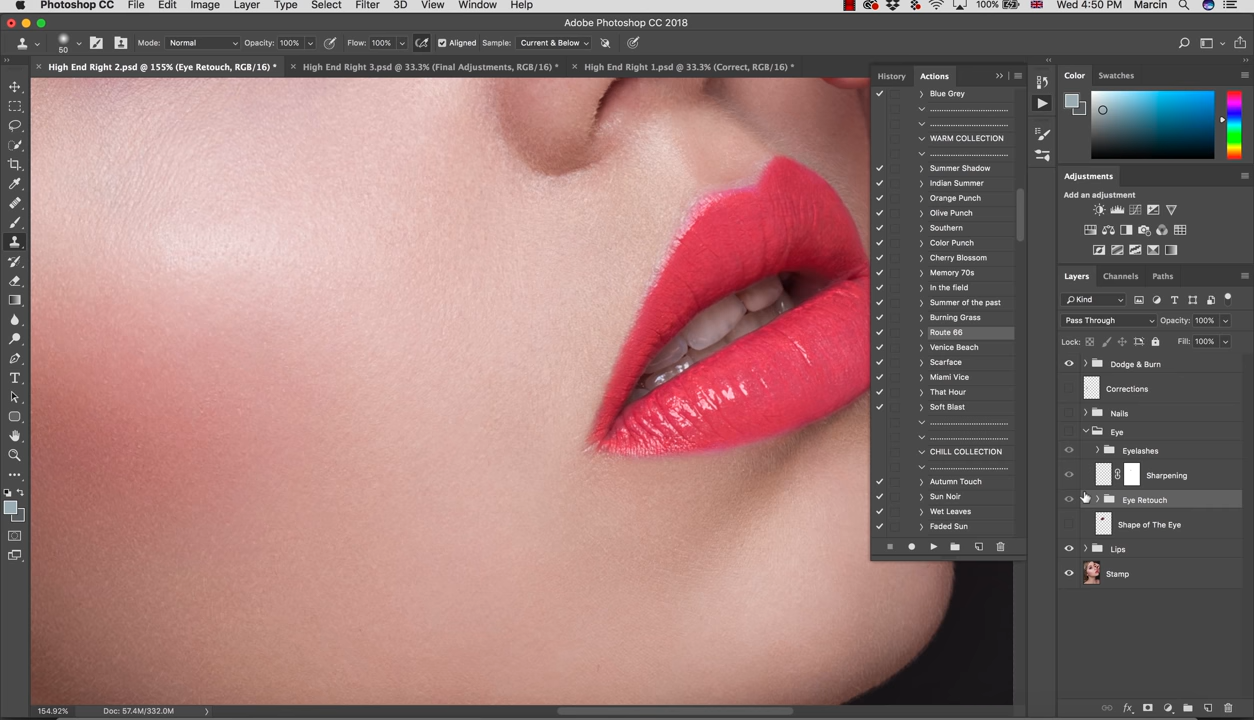 Photoshop CC File Edit Image Layer Type Select Filter 3D View Window Help 100% Wed 4:50 PM Marcin
Adobe Photoshop CC 2018
50 Mode: Normal Opacity: 100% Flow: 100% Aligned Sample: Current & Below
High End Right 2.psd @ 155% (Eye Retouch, RGB/16) * High End Right 3.psd @ 33.3% (Final Adjustments, RGB/16) * High End Right 1.psd @ 33.3% (Correct, RGB/16) *
History Actions
Blue Grey
................................
................................
WARM COLLECTION
................................
Summer Shadow
Indian Summer
Orange Punch
Olive Punch
Southern
Color Punch
Cherry Blossom
Memory 70s
In the field
Summer of the past
Burning Grass
Route 66
Venice Beach
Scarface
Miami Vice
That Hour
Soft Blast
................................
................................
CHILL COLLECTION
................................
Autumn Touch
Sun Noir
Wet Leaves
Faded Sun
Color Swatches
Adjustments
Add an adjustment
Layers Channels Paths
Kind
Pass Through Opacity: 100%
Lock: Fill: 100%
Dodge & Burn
Corrections
Nails
Eye
Eyelashes
Sharpening
Eye Retouch
Shape of The Eye
Lips
Stamp
154.92% Doc: 57.4M/332.0M